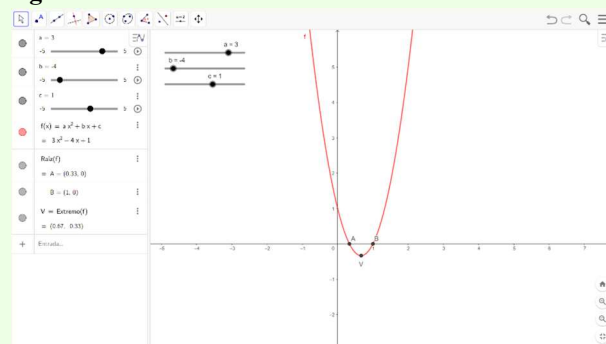 a = 3
-5
5
b = -4
-5
5
c = 1
-5
5
f(x) = a x² + b x + c
= 3 x² - 4 x + 1
Raiz(f)
= A = (0.33, 0)
B = (1, 0)
V = Extremo(f)
= (0.67, -0.33)
Entrada...
f
a = 3
b = -4
c = 1
A
B
V
-5 -4 -3 -2 -1 0 1 2 3 4 5 6 7
5
4
3
2
1
-1
-2